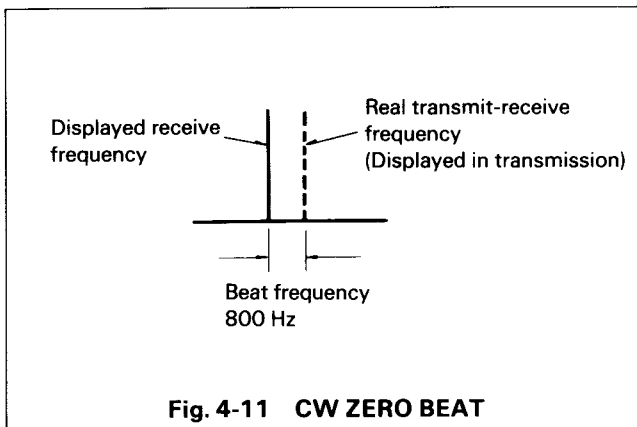 Displayed receive
frequency
Real transmit-receive
frequency
(Displayed in transmission)
Beat frequency
800 Hz
Fig. 4-11 CW ZERO BEAT